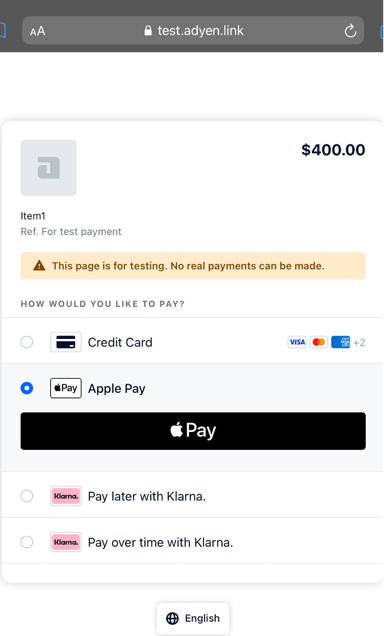 AA test.adyen.link
$400.00
Item1
Ref. For test payment
This page is for testing. No real payments can be made.
HOW WOULD YOU LIKE TO PAY?
Credit Card VISA +2
Pay Apple Pay
Pay
Klarna. Pay later with Klarna.
Klarna. Pay over time with Klarna.
English